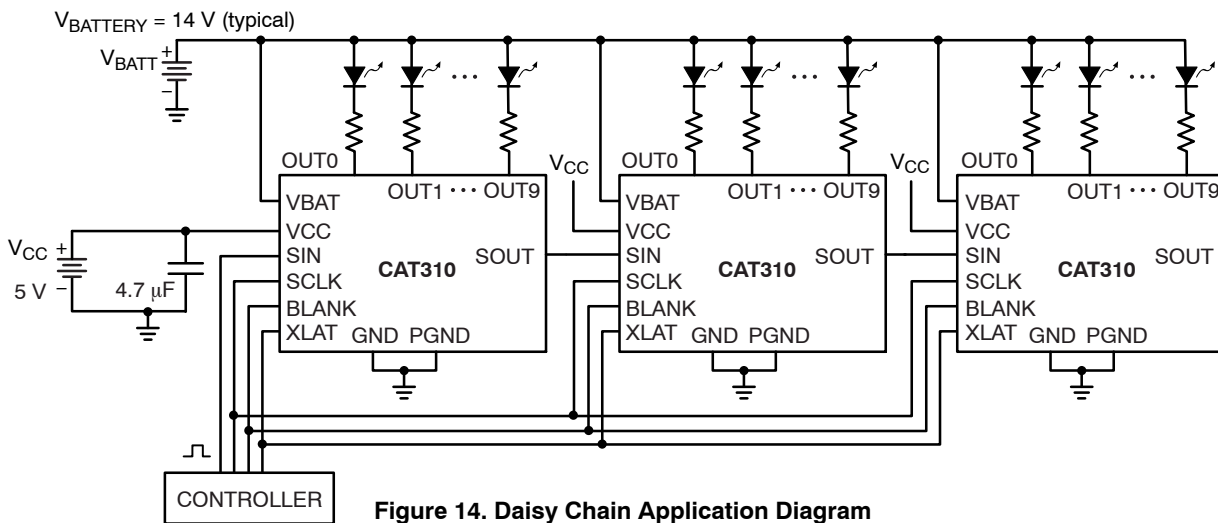 VBATTERY = 14 V (typical)
VBATT
+
−
OUT0 OUT1 ··· OUT9
VBAT
VCC
SIN
SCLK
BLANK
XLAT
CAT310
SOUT
GND PGND
VCC
+
5 V −
4.7 µF
VCC
OUT0 OUT1 ··· OUT9
VBAT
VCC
SIN
SCLK
BLANK
XLAT
CAT310
SOUT
GND PGND
VCC
OUT0 OUT1 ··· OUT9
VBAT
VCC
SIN
SCLK
BLANK
XLAT
CAT310
SOUT
GND PGND
CONTROLLER
Figure 14. Daisy Chain Application Diagram